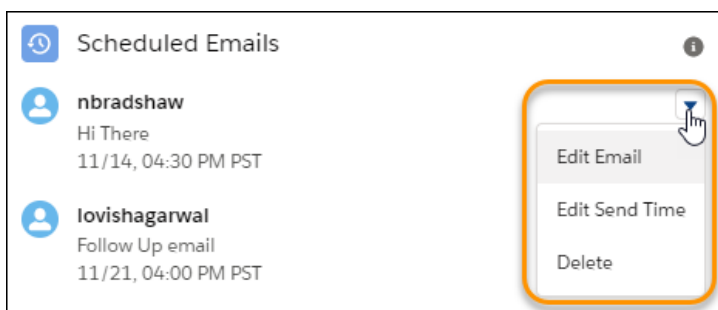 Scheduled Emails
nbradshaw
Hi There
11/14, 04:30 PM PST
Edit Email
Edit Send Time
Delete
lovishagarwal
Follow Up email
11/21, 04:00 PM PST